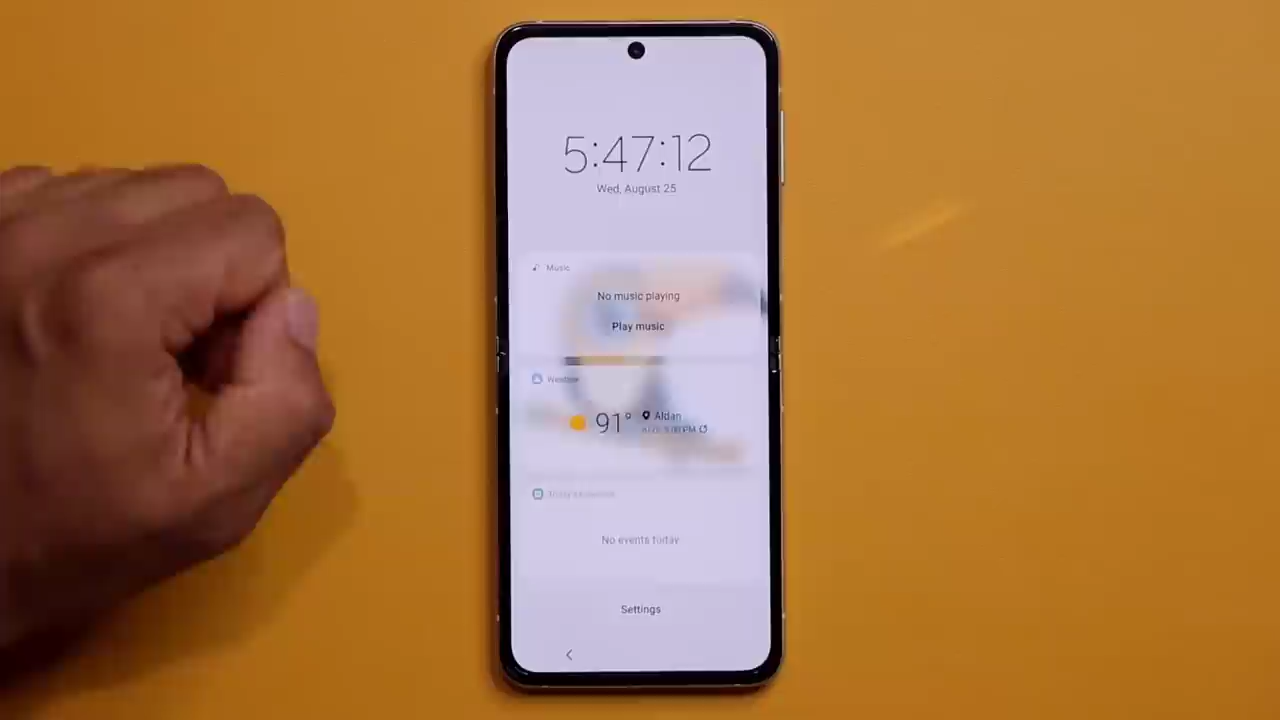 5:47:12
Wed, August 25
Music
No music playing
Play music
Weather
91°
Aldan
No events today
Settings